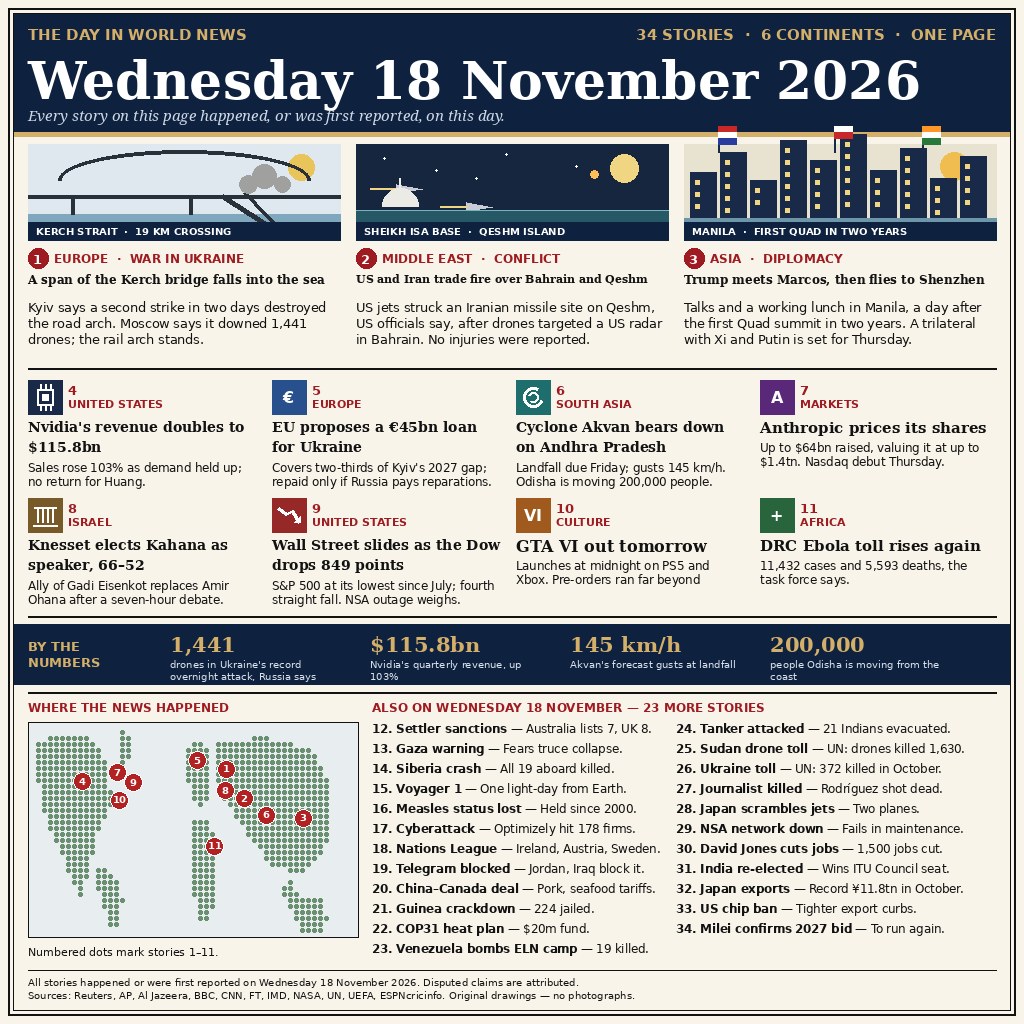 THE DAY IN WORLD NEWS
34 STORIES · 6 CONTINENTS · ONE PAGE
Wednesday 18 November 2026
Every story on this page happened, or was first reported, on this day.
KERCH STRAIT · 19 KM CROSSING
1 EUROPE · WAR IN UKRAINE
A span of the Kerch bridge falls into the sea
Kyiv says a second strike in two days destroyed
the road arch. Moscow says it downed 1,441
drones; the rail arch stands.
SHEIKH ISA BASE · QESHM ISLAND
2 MIDDLE EAST · CONFLICT
US and Iran trade fire over Bahrain and Qeshm
US jets struck an Iranian missile site on Qeshm,
US officials say, after drones targeted a US radar
in Bahrain. No injuries were reported.
MANILA · FIRST QUAD IN TWO YEARS
3 ASIA · DIPLOMACY
Trump meets Marcos, then flies to Shenzhen
Talks and a working lunch in Manila, a day after
the first Quad summit in two years. A trilateral
with Xi and Putin is set for Thursday.
4
UNITED STATES
Nvidia's revenue doubles to
$115.8bn
Sales rose 103% as demand held up;
no return for Huang.
€
5
EUROPE
EU proposes a €45bn loan
for Ukraine
Covers two-thirds of Kyiv's 2027 gap;
repaid only if Russia pays reparations.
6
SOUTH ASIA
Cyclone Akvan bears down
on Andhra Pradesh
Landfall due Friday; gusts 145 km/h.
Odisha is moving 200,000 people.
A
7
MARKETS
Anthropic prices its shares
Up to $64bn raised, valuing it at up to
$1.4tn. Nasdaq debut Thursday.
8
ISRAEL
Knesset elects Kahana as
speaker, 66–52
Ally of Gadi Eisenkot replaces Amir
Ohana after a seven-hour debate.
9
UNITED STATES
Wall Street slides as the Dow
drops 849 points
S&P 500 at its lowest since July; fourth
straight fall. NSA outage weighs.
VI
10
CULTURE
GTA VI out tomorrow
Launches at midnight on PS5 and
Xbox. Pre-orders ran far beyond
+
11
AFRICA
DRC Ebola toll rises again
11,432 cases and 5,593 deaths, the
task force says.
BY THE
NUMBERS
1,441
drones in Ukraine's record
overnight attack, Russia says
$115.8bn
Nvidia's quarterly revenue, up
103%
145 km/h
Akvan's forecast gusts at landfall
200,000
people Odisha is moving from the
coast
WHERE THE NEWS HAPPENED
5
1
7
4
9
8
2
10
6
3
11
Numbered dots mark stories 1–11.
ALSO ON WEDNESDAY 18 NOVEMBER — 23 MORE STORIES
12. Settler sanctions — Australia lists 7, UK 8.
13. Gaza warning — Fears truce collapse.
14. Siberia crash — All 19 aboard killed.
15. Voyager 1 — One light-day from Earth.
16. Measles status lost — Held since 2000.
17. Cyberattack — Optimizely hit 178 firms.
18. Nations League — Ireland, Austria, Sweden.
19. Telegram blocked — Jordan, Iraq block it.
20. China–Canada deal — Pork, seafood tariffs.
21. Guinea crackdown — 224 jailed.
22. COP31 heat plan — $20m fund.
23. Venezuela bombs ELN camp — 19 killed.
24. Tanker attacked — 21 Indians evacuated.
25. Sudan drone toll — UN: drones killed 1,630.
26. Ukraine toll — UN: 372 killed in October.
27. Journalist killed — Rodríguez shot dead.
28. Japan scrambles jets — Two planes.
29. NSA network down — Fails in maintenance.
30. David Jones cuts jobs — 1,500 jobs cut.
31. India re-elected — Wins ITU Council seat.
32. Japan exports — Record ¥11.8tn in October.
33. US chip ban — Tighter export curbs.
34. Milei confirms 2027 bid — To run again.
All stories happened or were first reported on Wednesday 18 November 2026. Disputed claims are attributed.
Sources: Reuters, AP, Al Jazeera, BBC, CNN, FT, IMD, NASA, UN, UEFA, ESPNcricinfo. Original drawings — no photographs.